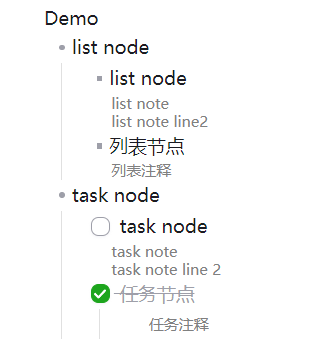 Demo
list node
list node
list note
list note line2
列表节点
列表注释
task node
task node
task note
task note line 2
任务节点
任务注释